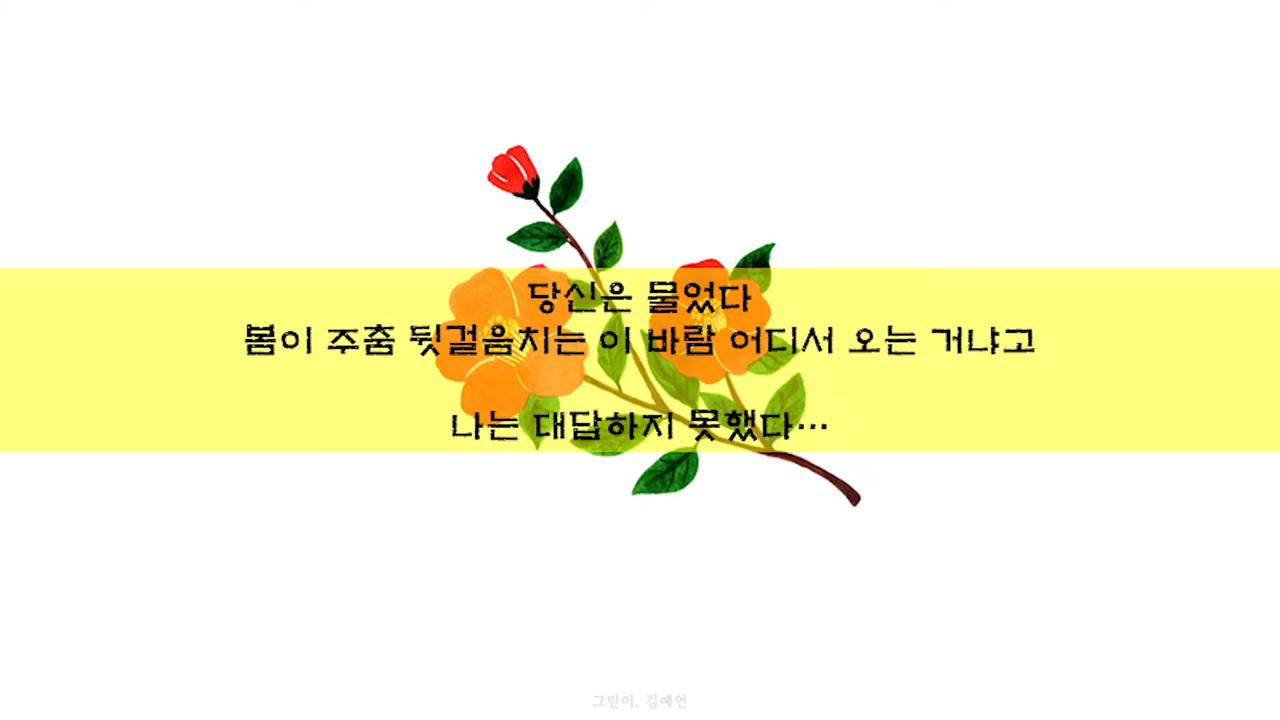 당신은 물었다
봄이 주춤 뒷걸음치는 이 바람 어디서 오는 거냐고
나는 대답하지 못했다…
그린이, 김예언